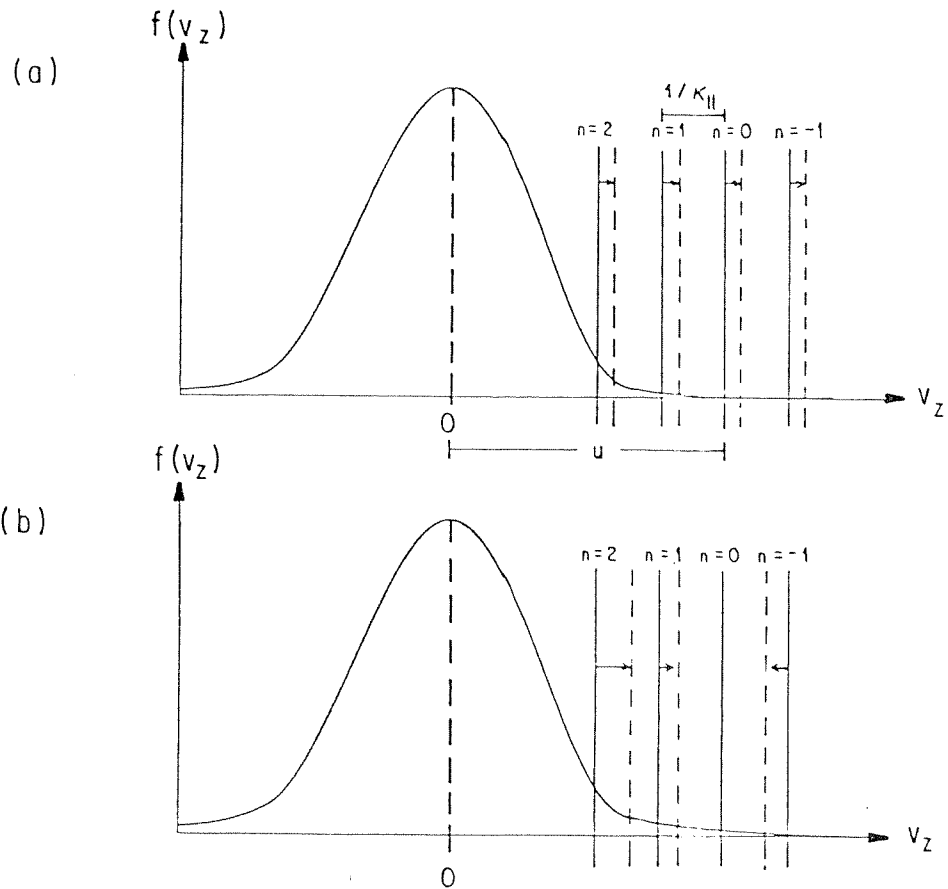 f(v_z)
(a)
1/κ_||
n=2 n=1 n=0 n=-1
v_z
0
u
f(v_z)
(b)
n=2 n=1 n=0 n=-1
v_z
0